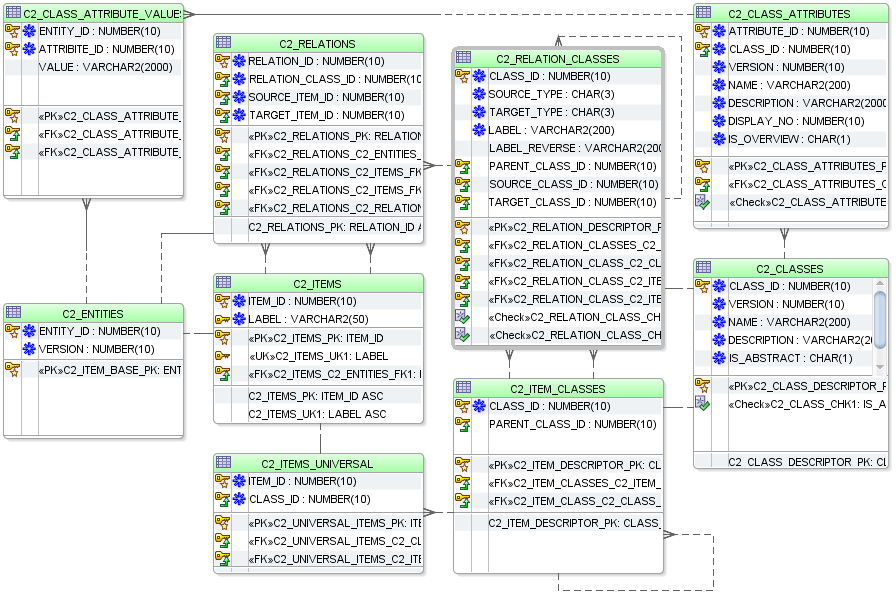 C2_CLASS_ATTRIBUTE_VALUES
ENTITY_ID : NUMBER(10)
ATTRIBITE_ID : NUMBER(10)
VALUE : VARCHAR2(2000)
«PK»C2_CLASS_ATTRIBUTE_
«FK»C2_CLASS_ATTRIBUTE_
«FK»C2_CLASS_ATTRIBUTE_
C2_RELATIONS
RELATION_ID : NUMBER(10)
RELATION_CLASS_ID : NUMBER(10
SOURCE_ITEM_ID : NUMBER(10)
TARGET_ITEM_ID : NUMBER(10)
«PK»C2_RELATIONS_PK: RELATION
«FK»C2_RELATIONS_C2_ENTITIES_
«FK»C2_RELATIONS_C2_ITEMS_FK
«FK»C2_RELATIONS_C2_ITEMS_FK
«FK»C2_RELATIONS_C2_RELATION
C2_RELATIONS_PK: RELATION_ID A
C2_RELATION_CLASSES
CLASS_ID : NUMBER(10)
SOURCE_TYPE : CHAR(3)
TARGET_TYPE : CHAR(3)
LABEL : VARCHAR2(200)
LABEL_REVERSE : VARCHAR2(200
PARENT_CLASS_ID : NUMBER(10)
SOURCE_CLASS_ID : NUMBER(10)
TARGET_CLASS_ID : NUMBER(10)
«PK»C2_RELATION_DESCRIPTOR_F
«FK»C2_RELATION_CLASSES_C2_
«FK»C2_RELATION_CLASS_C2_CL
«FK»C2_RELATION_CLASS_C2_ITE
«FK»C2_RELATION_CLASS_C2_ITE
«Check»C2_RELATION_CLASS_CH
«Check»C2_RELATION_CLASS_CH
C2_CLASS_ATTRIBUTES
ATTRIBUTE_ID : NUMBER(10)
CLASS_ID : NUMBER(10)
VERSION : NUMBER(10)
NAME : VARCHAR2(200)
DESCRIPTION : VARCHAR2(2000
DISPLAY_NO : NUMBER(10)
IS_OVERVIEW : CHAR(1)
«PK»C2_CLASS_ATTRIBUTES_P
«FK»C2_CLASS_ATTRIBUTES_C
«Check»C2_CLASS_ATTRIBUTE
C2_ENTITIES
ENTITY_ID : NUMBER(10)
VERSION : NUMBER(10)
«PK»C2_ITEM_BASE_PK: ENT
C2_ITEMS
ITEM_ID : NUMBER(10)
LABEL : VARCHAR2(50)
«PK»C2_ITEMS_PK: ITEM_ID
«UK»C2_ITEMS_UK1: LABEL
«FK»C2_ITEMS_C2_ENTITIES_FK1: I
C2_ITEMS_PK: ITEM_ID ASC
C2_ITEMS_UK1: LABEL ASC
C2_CLASSES
CLASS_ID : NUMBER(10)
VERSION : NUMBER(10)
NAME : VARCHAR2(200)
DESCRIPTION : VARCHAR2(20
IS_ABSTRACT : CHAR(1)
«PK»C2_CLASS_DESCRIPTOR_F
«Check»C2_CLASS_CHK1: IS_A
C2_CLASS_DESCRIPTOR_PK: CL
C2_ITEMS_UNIVERSAL
ITEM_ID : NUMBER(10)
CLASS_ID : NUMBER(10)
«PK»C2_UNIVERSAL_ITEMS_PK: ITE
«FK»C2_UNIVERSAL_ITEMS_C2_CL
«FK»C2_UNIVERSAL_ITEMS_C2_ITE
C2_ITEM_CLASSES
CLASS_ID : NUMBER(10)
PARENT_CLASS_ID : NUMBER(10)
«PK»C2_ITEM_DESCRIPTOR_PK: CL
«FK»C2_ITEM_CLASSES_C2_ITEM_
«FK»C2_ITEM_CLASS_C2_CLASS_
C2_ITEM_DESCRIPTOR_PK: CLASS_